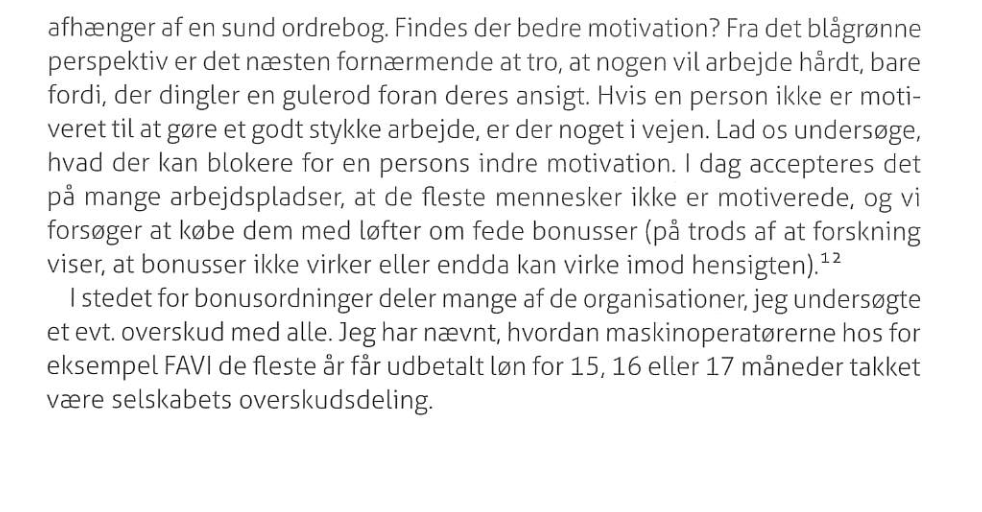 afhænger af en sund ordrebog. Findes der bedre motivation? Fra det blågrønne
perspektiv er det næsten fornærmende at tro, at nogen vil arbejde hårdt, bare
fordi, der dingler en gulerod foran deres ansigt. Hvis en person ikke er moti-
veret til at gøre et godt stykke arbejde, er der noget i vejen. Lad os undersøge,
hvad der kan blokere for en persons indre motivation. I dag accepteres det
på mange arbejdspladser, at de fleste mennesker ikke er motiverede, og vi
forsøger at købe dem med løfter om fede bonusser (på trods af at forskning
viser, at bonusser ikke virker eller endda kan virke imod hensigten).¹²
I stedet for bonusordninger deler mange af de organisationer, jeg undersøgte
et evt. overskud med alle. Jeg har nævnt, hvordan maskinoperatørerne hos for
eksempel FAVI de fleste år får udbetalt løn for 15, 16 eller 17 måneder takket
være selskabets overskudsdeling.